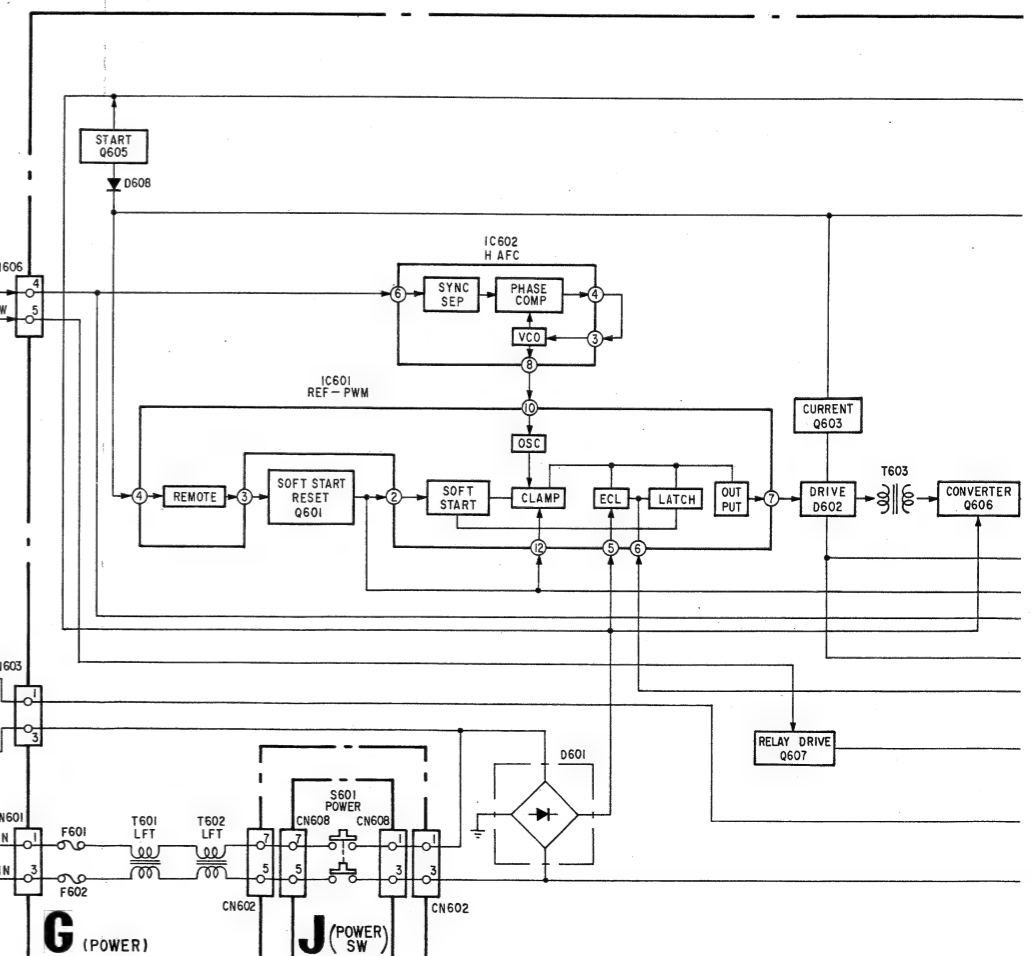 START
Q605
D608
1606
4
5
W
IC602
H AFC
6
SYNC
SEP
PHASE
COMP
4
VCO
3
8
IC601
REF-PWM
10
OSC
CURRENT
Q603
T603
4
REMOTE
3
SOFT START
RESET
Q601
2
SOFT
START
CLAMP
ECL
LATCH
OUT
PUT
7
DRIVE
D602
CONVERTER
Q606
12
5
6
1603
1
3
RELAY DRIVE
Q607
D601
S601
POWER
N601
N
1
F601
T601
LFT
T602
LFT
7
CN608
7
CN608
1
1
IN
3
F602
5
5
3
3
CN602
CN602
G (POWER)
J (POWER SW)